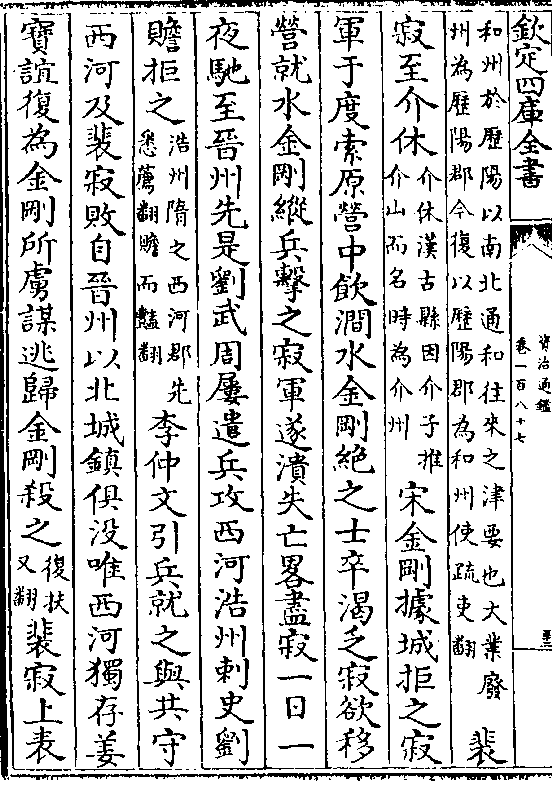 欽定四庫全書
資治通鑑
卷一百八十七
和州於歷陽以南北通和往來之津要也大業廢
州為歷陽郡今復以歷陽郡為和州使疏吏翻
裴
寂至介休
介休漢古縣因介子推
介山而名時為介州
宋金剛據城拒之寂
軍于度索原營中飲澗水金剛絶之士卒渴乏寂欲移
營就水金剛縱兵擊之寂軍遂潰失亡畧盡寂一日一
夜馳至晉州先是劉武周屢遣兵攻西河浩州刺史劉
贍拒之
浩州隋之西河郡先
悉薦翻贍而豔翻
李仲文引兵就之與共守
西河及裴寂敗自晉州以北城鎮俱没唯西河獨存姜
寶誼復為金剛所虜謀逃歸金剛殺之
復扶
又翻
裴寂上表